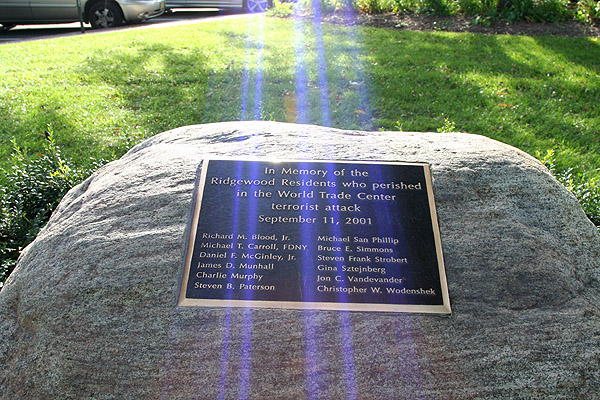 In Memory of the
Ridgewood Residents who perished
in the World Trade Center
terrorist attack
September 11, 2001
Richard M. Blood, Jr.
Michael T. Carroll, FDNY
Daniel F. McGinley, Jr.
James D. Munhall
Charlie Murphy
Steven B. Paterson
Michael San Phillip
Bruce E. Simmons
Steven Frank Strobert
Gina Sztejnberg
Jon C. Vandevander
Christopher W. Wodenshek